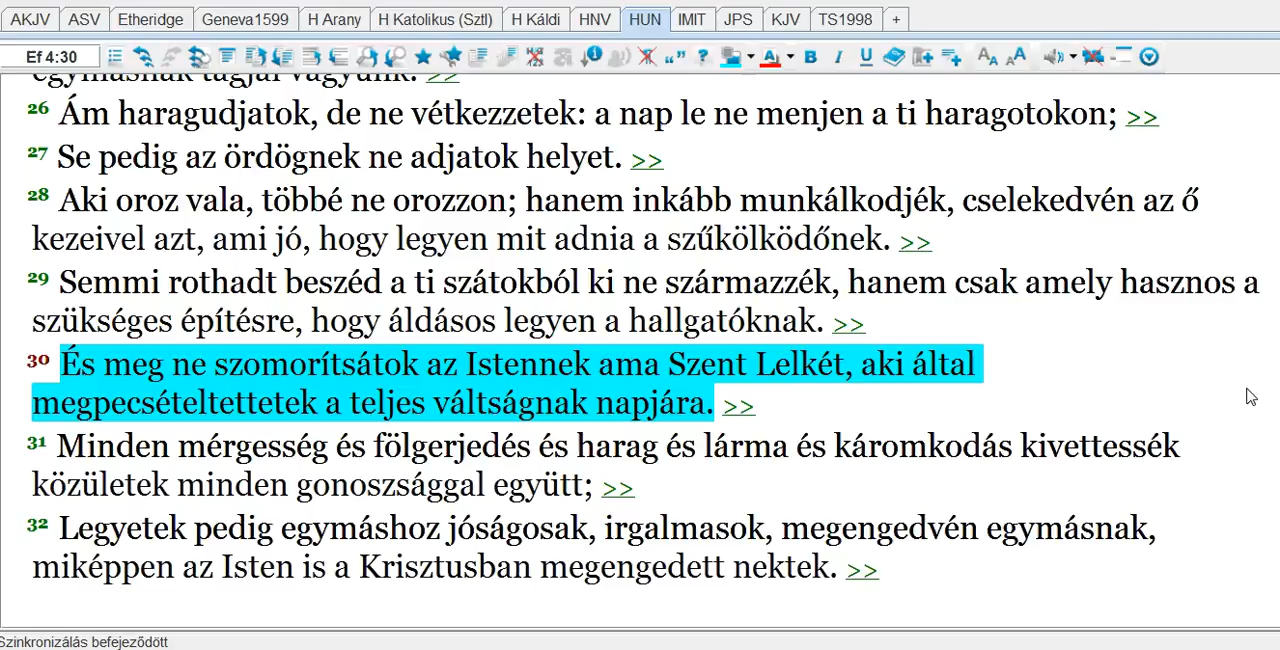 AKJV ASV Etheridge Geneva1599 H Arany H Katolikus (Sztl) H Káldi HNV HUN IMIT JPS KJV TS1998 +
Ef 4:30
egymásnak tagjai vagyunk. >>
26 Ám haragudjatok, de ne vétkezzetek: a nap le ne menjen a ti haragotokon; >>
27 Se pedig az ördögnek ne adjatok helyet. >>
28 Aki oroz vala, többé ne orozzon; hanem inkább munkálkodjék, cselekedvén az ő
kezeivel azt, ami jó, hogy legyen mit adnia a szűkölködőnek. >>
29 Semmi rothadt beszéd a ti szátokból ki ne származzék, hanem csak amely hasznos a
szükséges építésre, hogy áldásos legyen a hallgatóknak. >>
30 És meg ne szomorítsátok az Istennek ama Szent Lelkét, aki által
megpecsételtettetek a teljes váltságnak napjára. >>
31 Minden mérgesség és fölgerjedés és harag és lárma és káromkodás kivettessék
közületek minden gonoszsággal együtt; >>
32 Legyetek pedig egymáshoz jóságosak, irgalmasok, megengedvén egymásnak,
miképpen az Isten is a Krisztusban megengedett nektek. >>
Szinkronizálás befejeződött